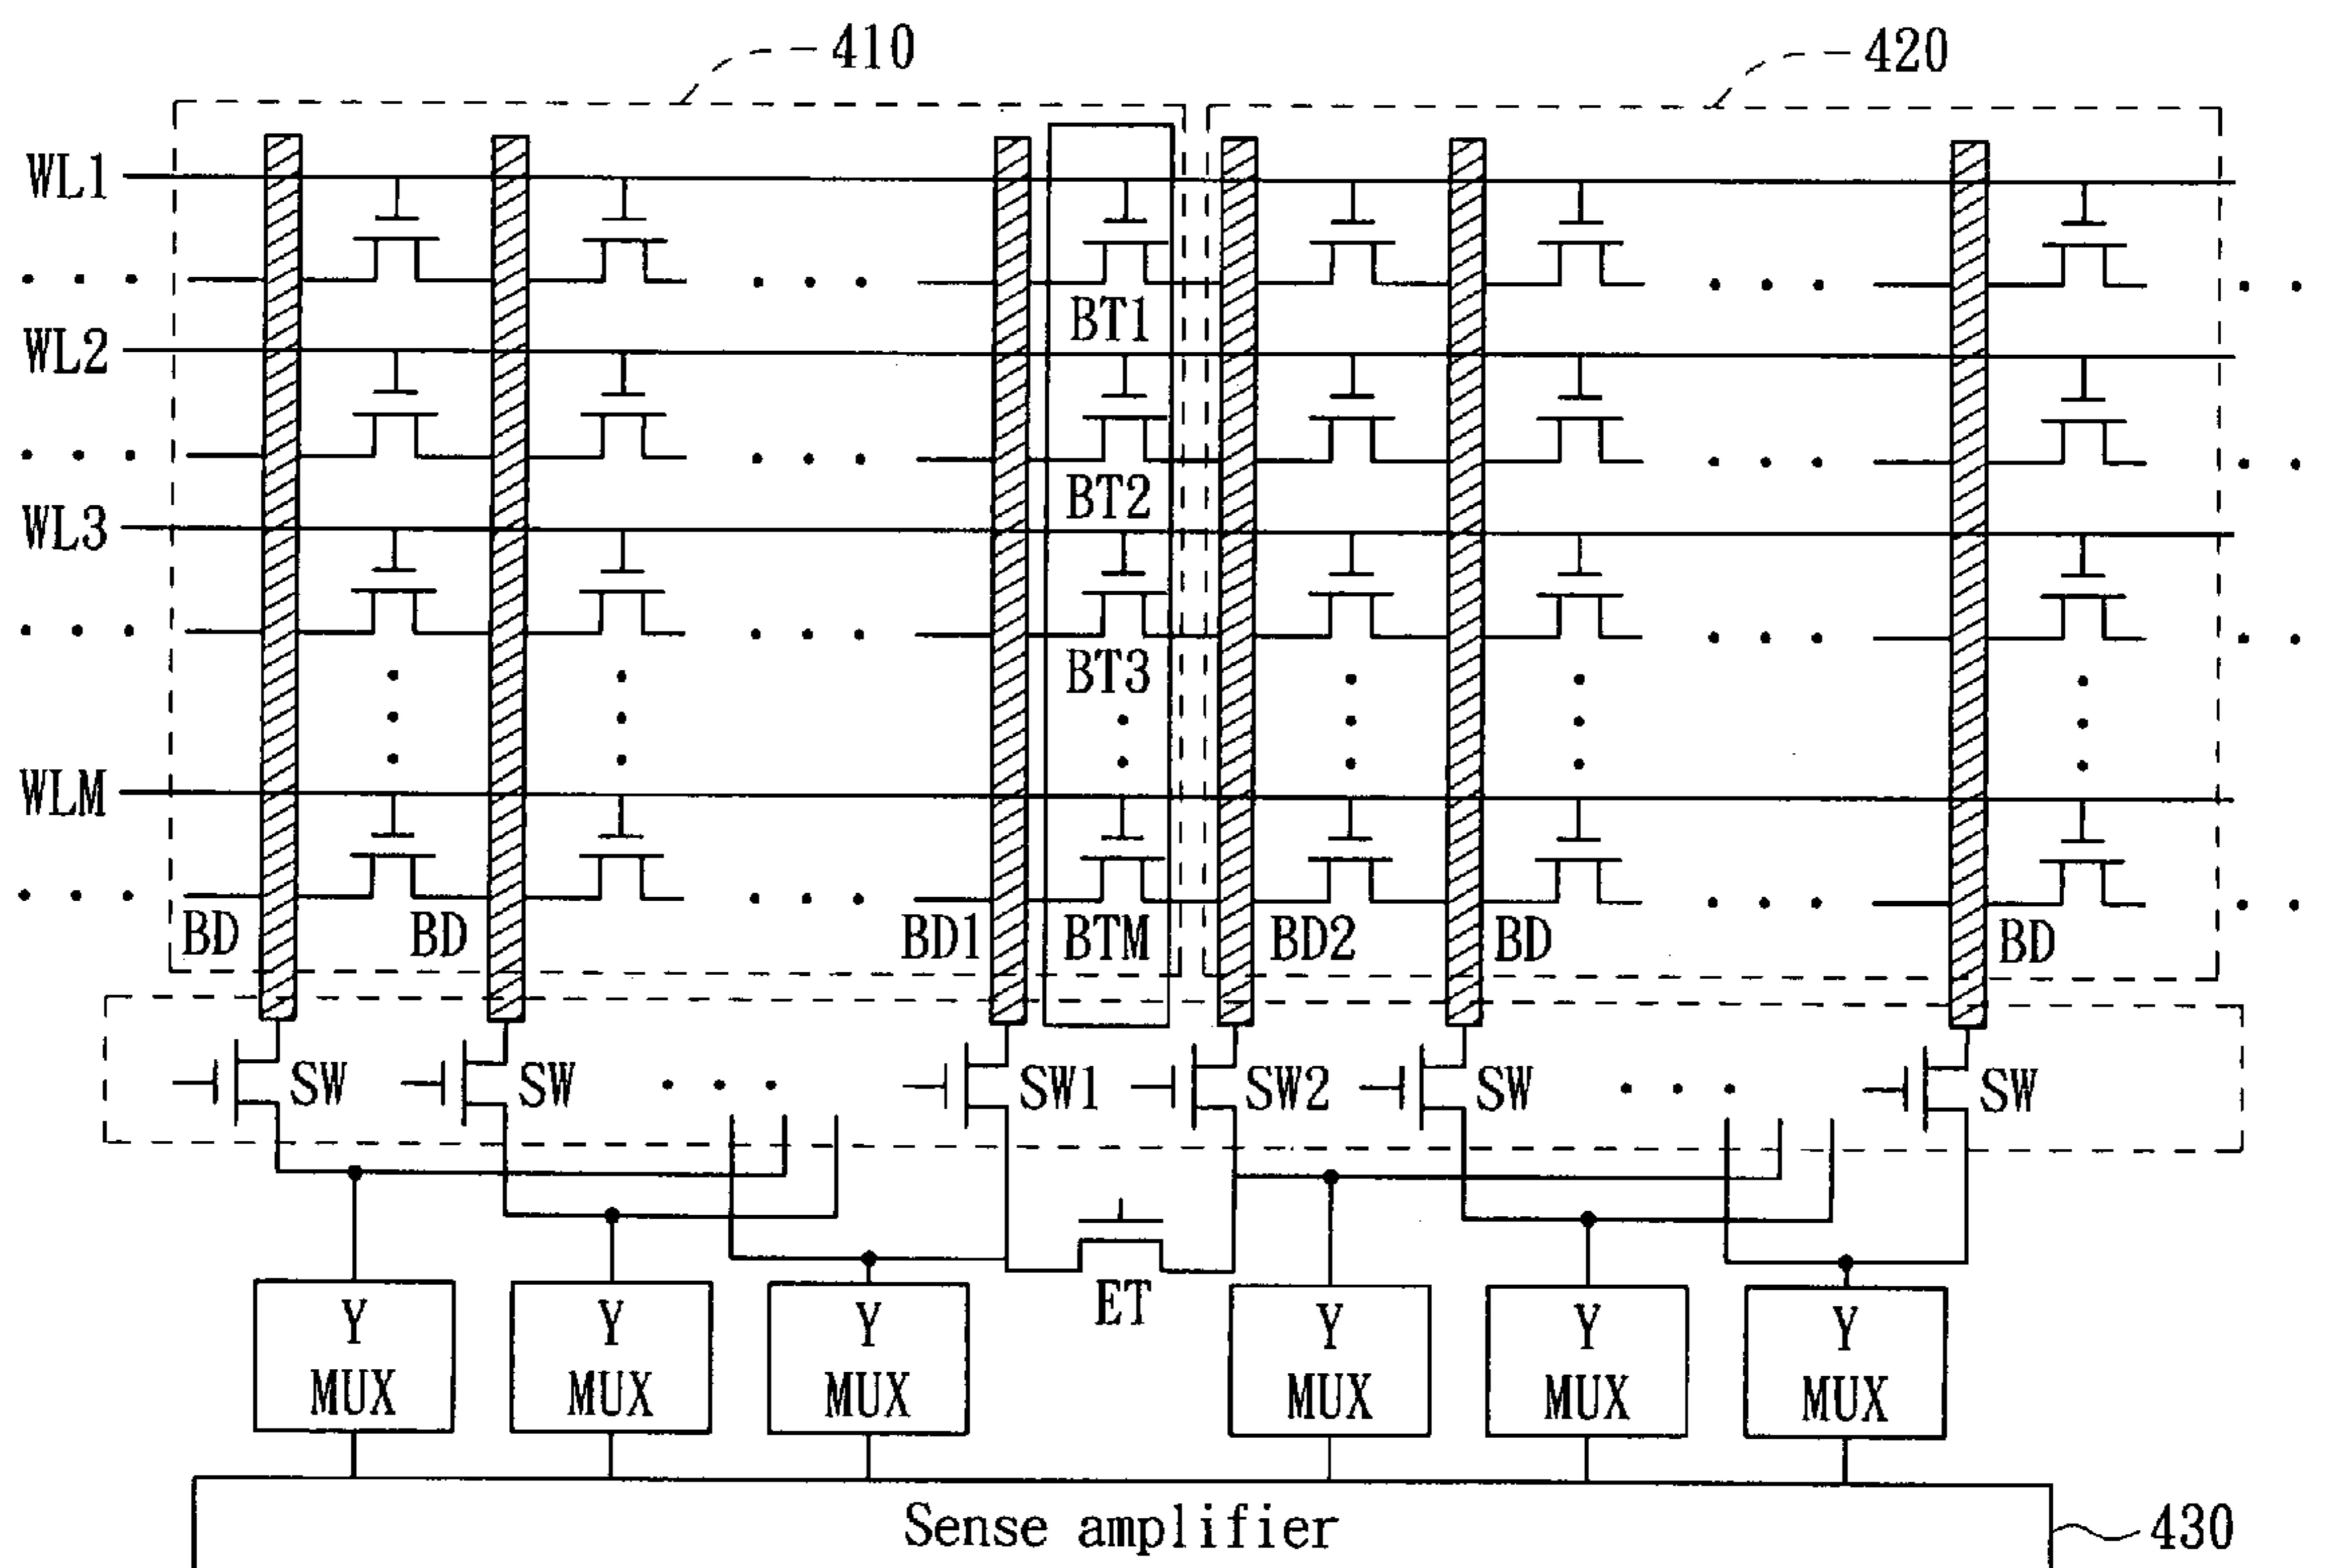 410
420
WL1
BT1
WL2
BT2
WL3
BT3
WLM
BD BD BD1 BTM BD2 BD BD
SW SW SW1 SW2 SW SW
ET
Y Y Y Y Y Y
MUX MUX MUX MUX MUX MUX
Sense amplifier
430